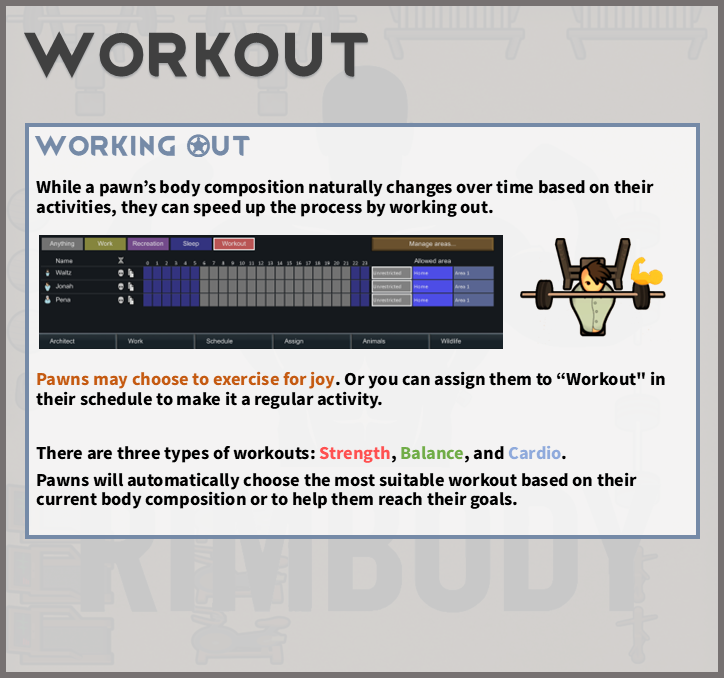 WORKOUT
WORKING OUT
While a pawn's body composition naturally changes over time based on their
activities, they can speed up the process by working out.
Anything Work Recreation Sleep Workout Manage areas...
Name 0 1 2 3 4 5 6 7 8 9 10 11 12 13 14 15 16 17 18 19 20 21 22 23 Allowed area
Waltz Unrestricted Home Area 1
Jonah Unrestricted Home Area 1
Pena Unrestricted Home Area 1
Architect Work Schedule Assign Animals Wildlife
Pawns may choose to exercise for joy. Or you can assign them to “Workout" in
their schedule to make it a regular activity.
There are three types of workouts: Strength, Balance, and Cardio.
Pawns will automatically choose the most suitable workout based on their
current body composition or to help them reach their goals.
RIMBODY